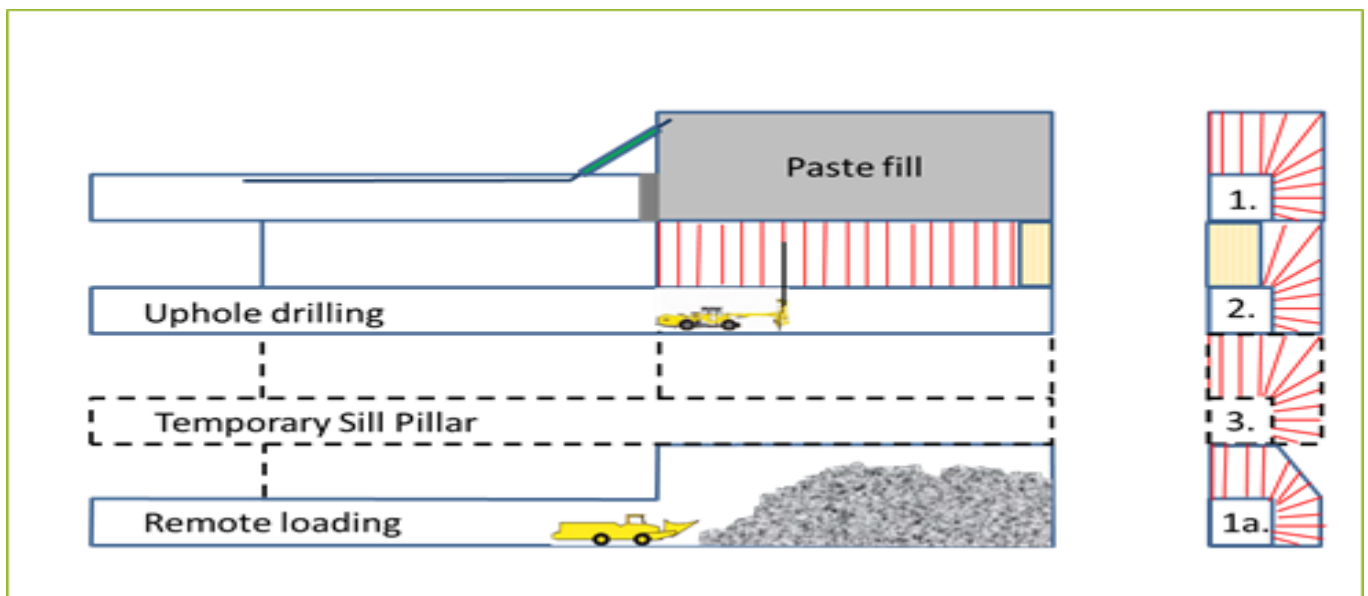 Paste fill
1.
Uphole drilling
2.
Temporary Sill Pillar
3.
Remote loading
1a.